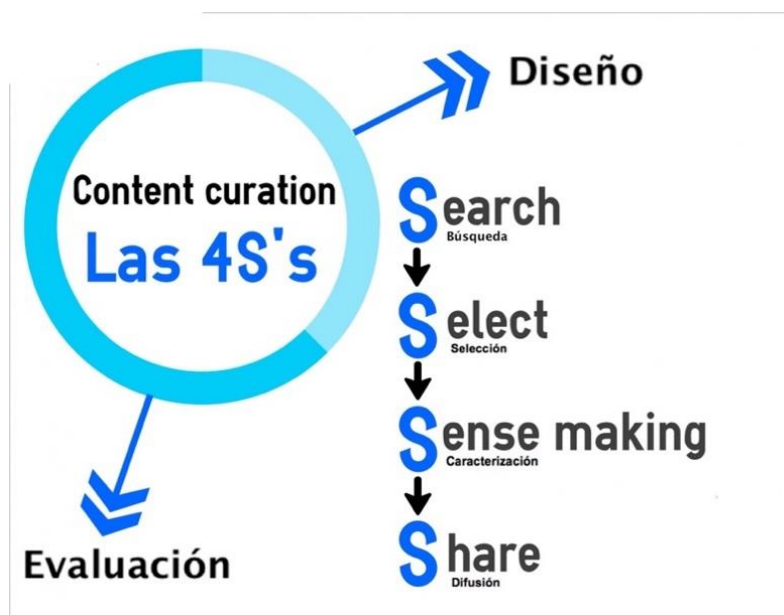 Content curation
Las 4S's
Diseño
Search
Búsqueda
Select
Selección
Sense making
Caracterización
Share
Difusión
Evaluación